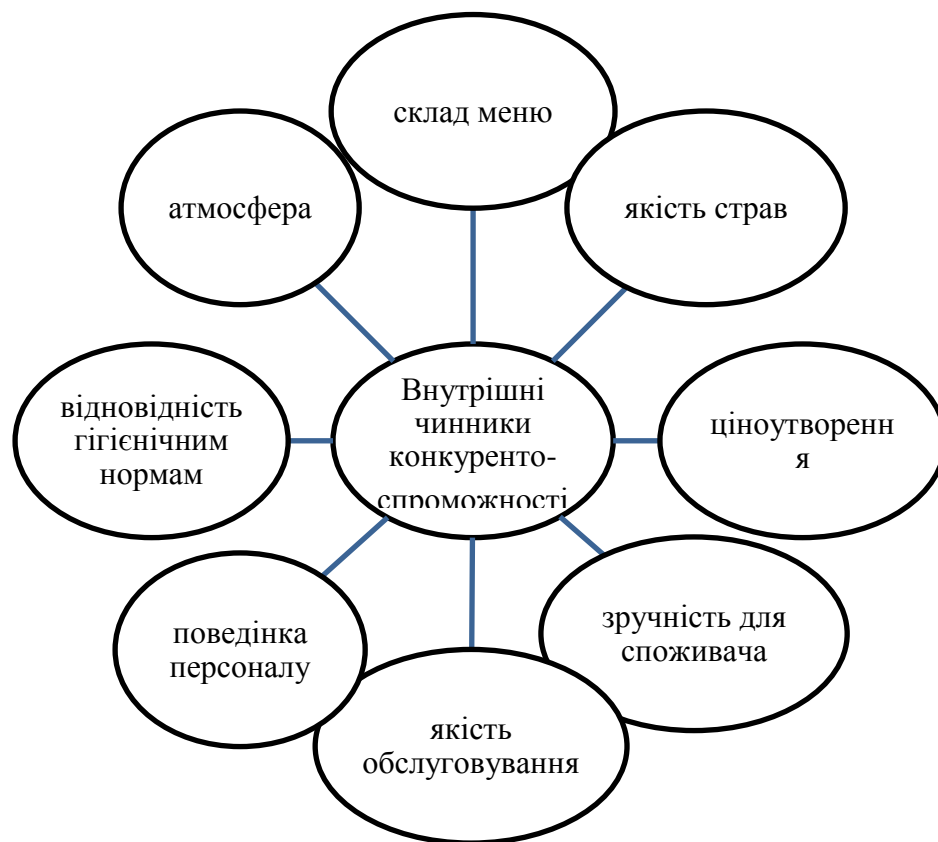 склад меню
атмосфера
якість страв
відновідність
гігієнічним
нормам
Внутрішні
чинники
конкуренто-
спроможності
ціноутворенн
я
поведінка
персоналу
зручність для
споживача
якість
обслуговування